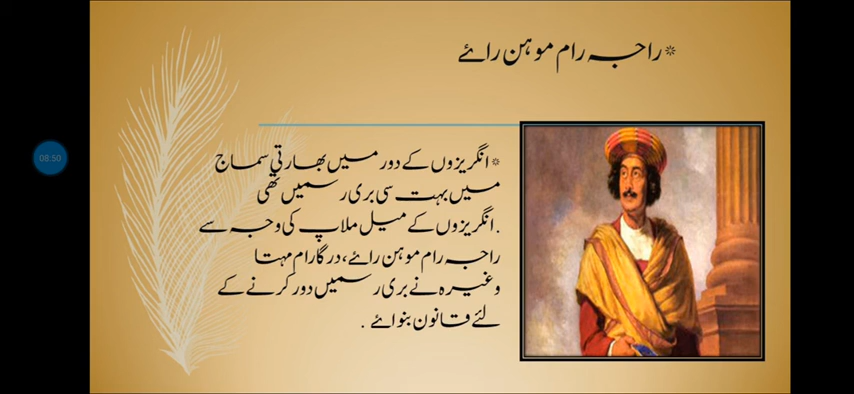 ٭راجہ رام موہن رائے
08:50
٭انگریزوں کے دور میں بھارتی سماج
میں بہت سی بری رسمیں تھی
.انگریزوں کے میل ملاپ کی وجہ سے
راجہ رام موہن رائے،درگارام مہتا
وغیرہ نے بری رسمیں دور کرنے کے
لئے قانون بنوائے .